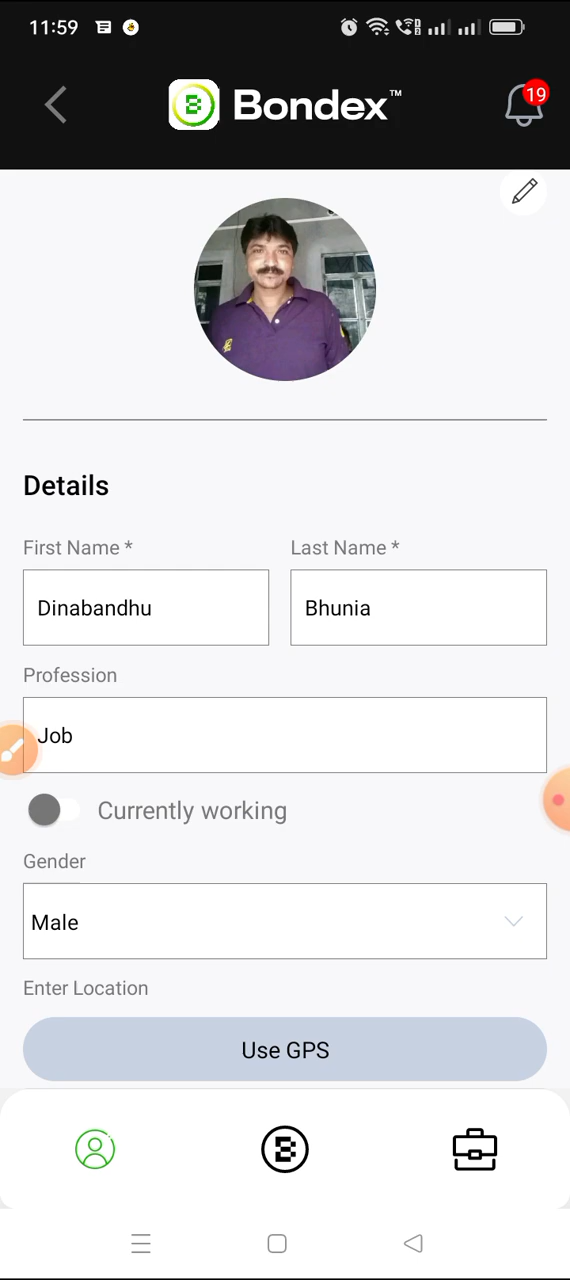 11:59
19
Bondex™
Details
First Name * Last Name *
Dinabandhu Bhunia
Profession
Job
Currently working
Gender
Male
Enter Location
Use GPS